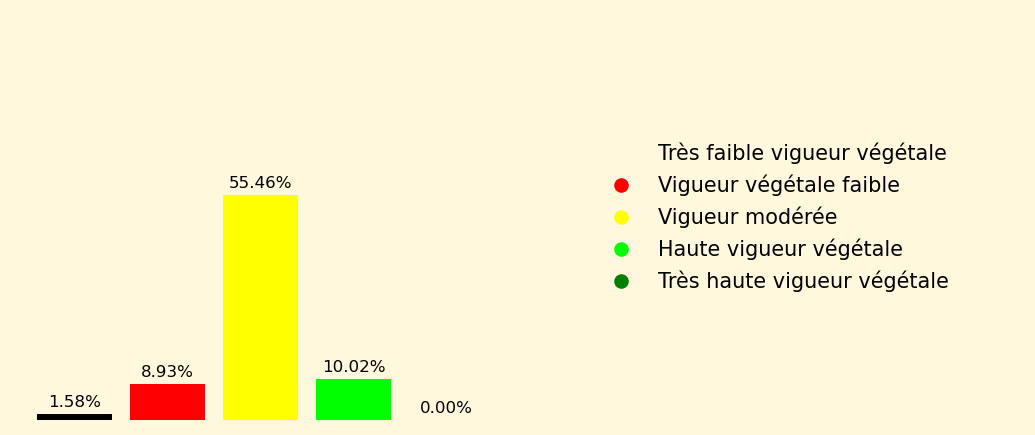 55.46%
10.02%
8.93%
1.58%
0.00%
Très faible vigueur végétale
Vigueur végétale faible
Vigueur modérée
Haute vigueur végétale
Très haute vigueur végétale